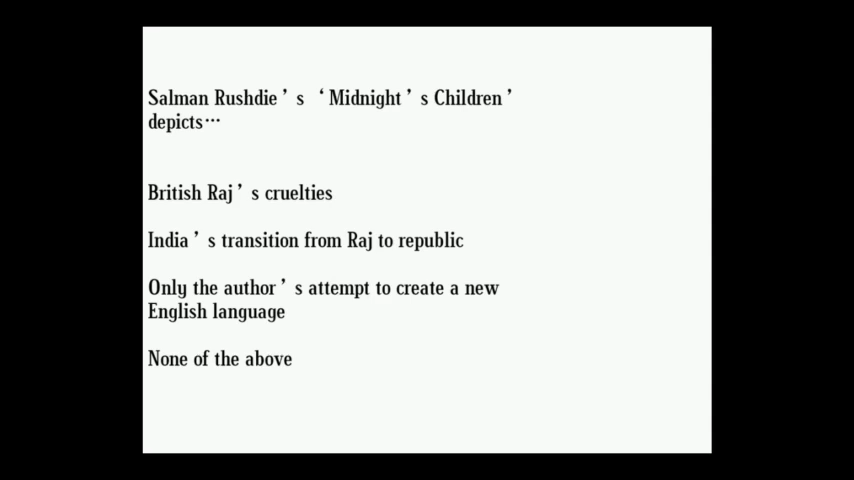 Salman Rushdie’s ‘Midnight’s Children’
depicts…
British Raj’s cruelties
India’s transition from Raj to republic
Only the author’s attempt to create a new
English language
None of the above